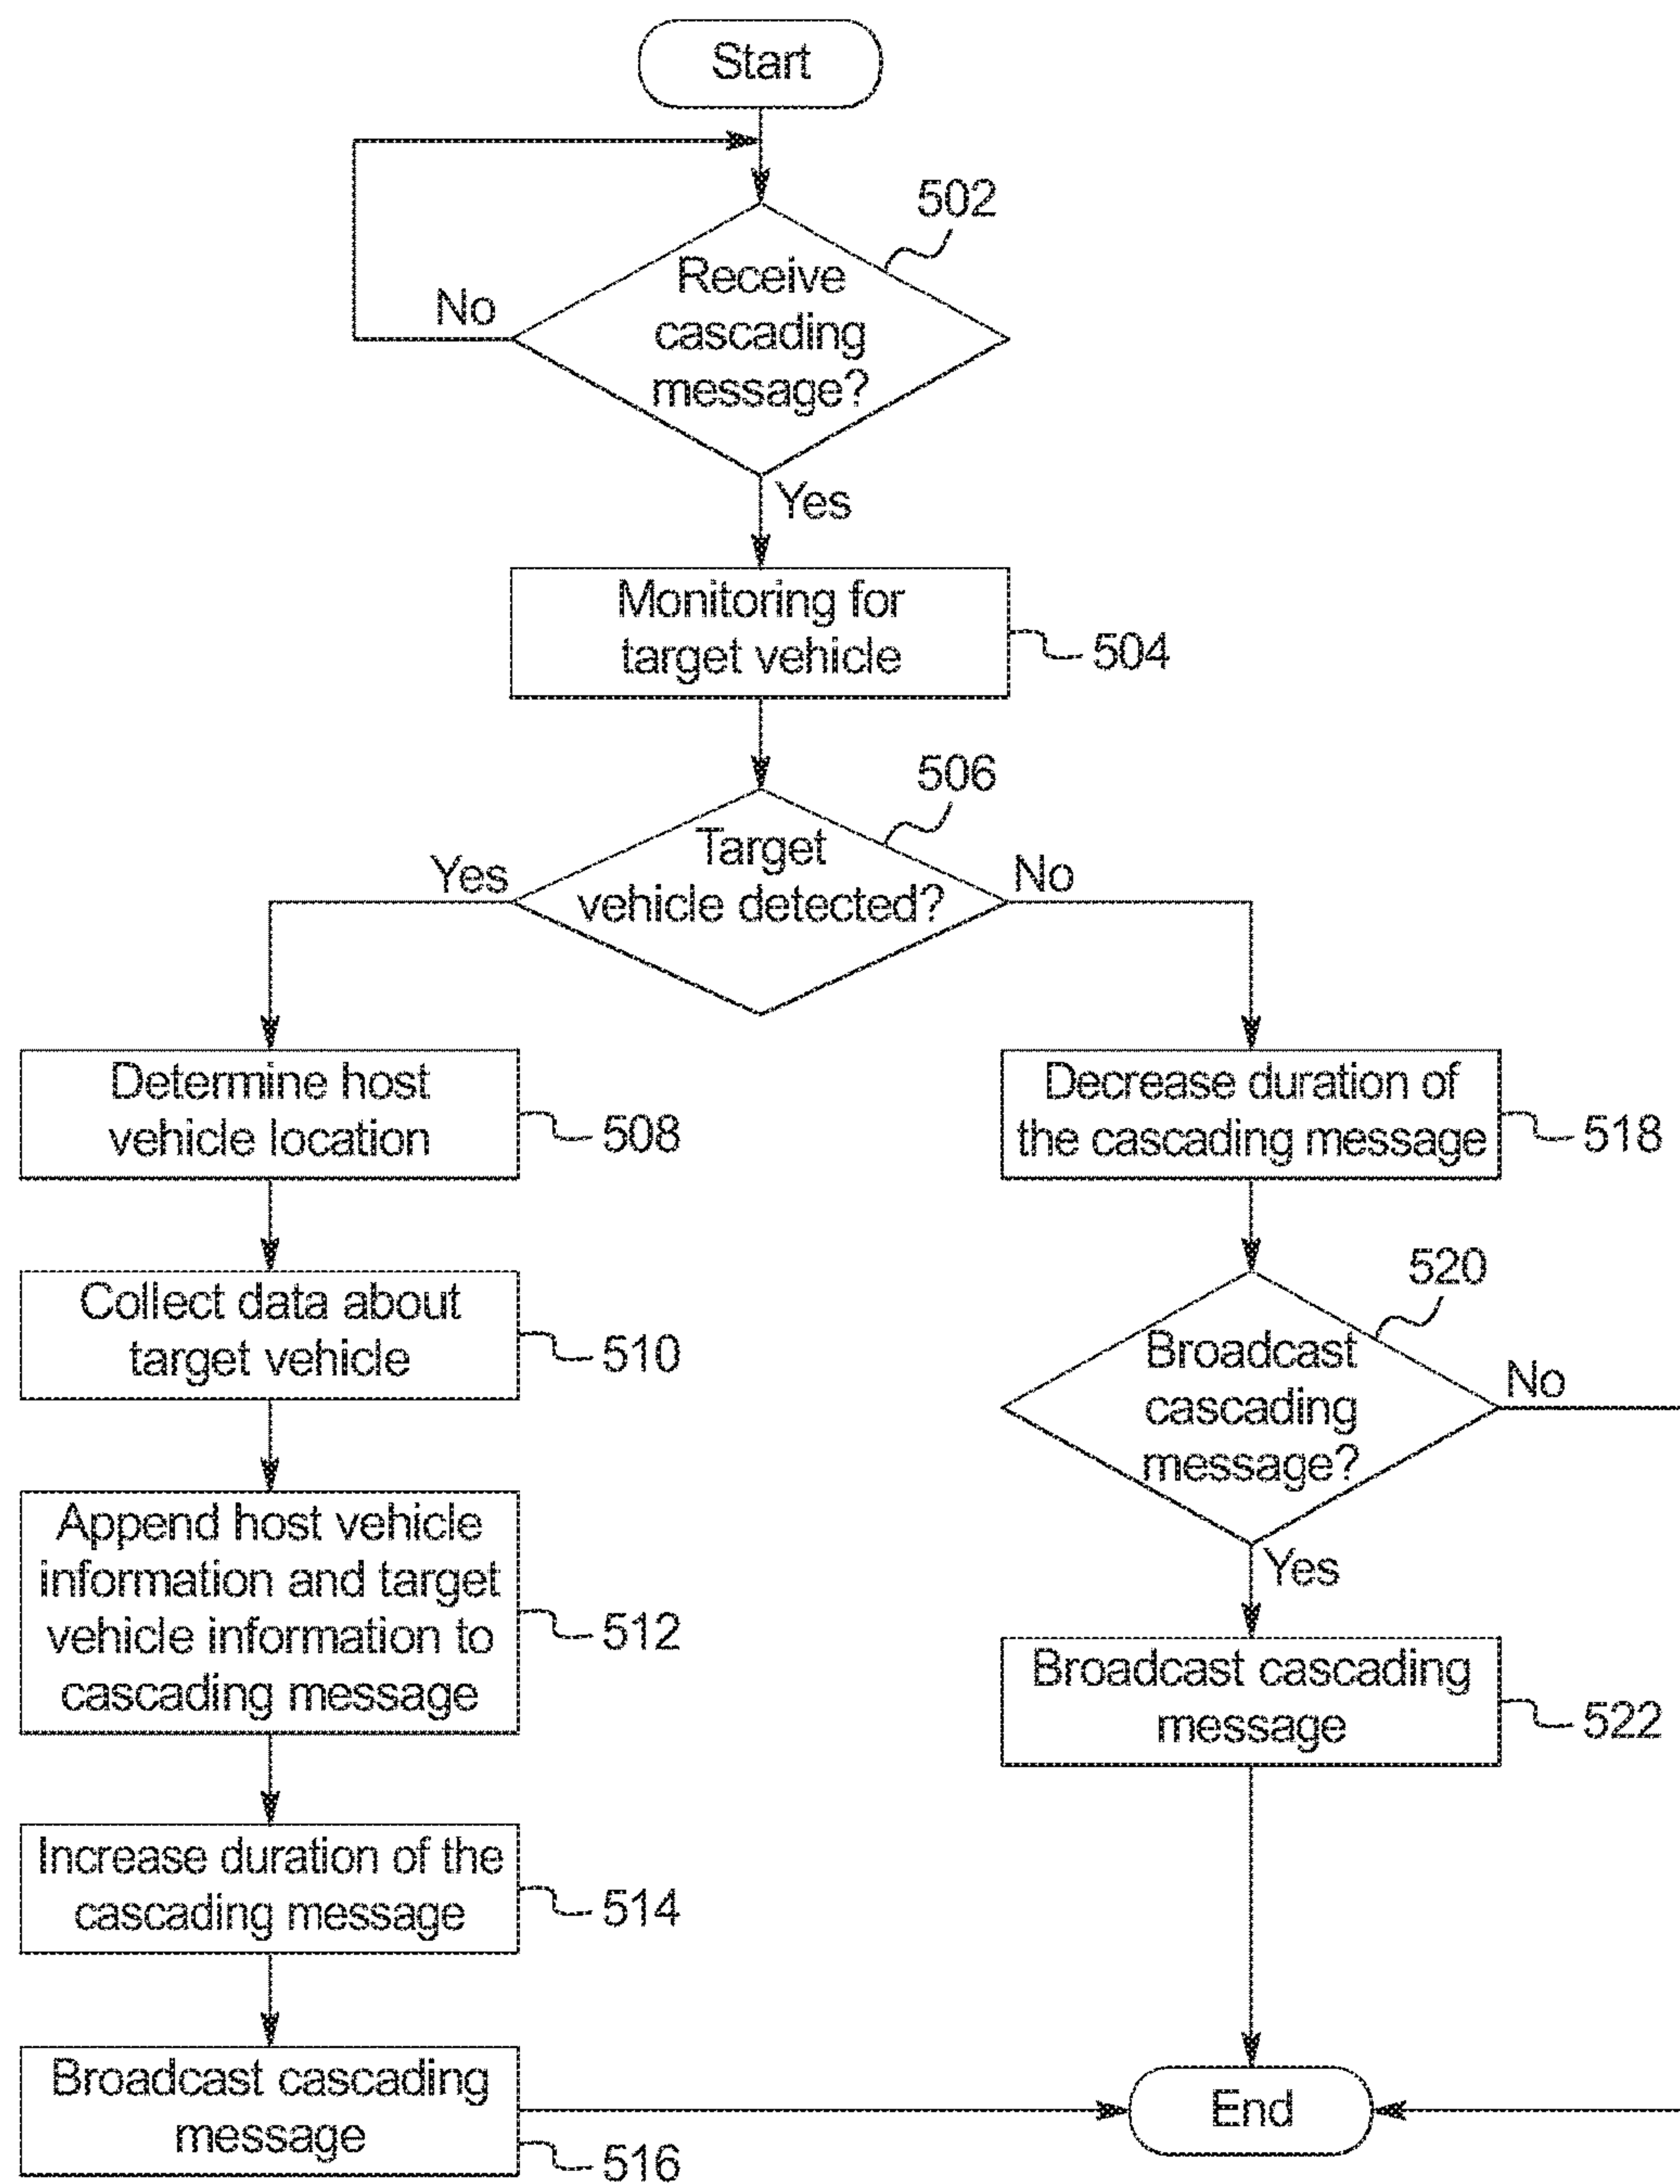 Start
502
Receive
cascading
message?
No
Yes
Monitoring for
target vehicle
504
506
Target
vehicle detected?
Yes
No
Determine host
vehicle location
508
Decrease duration of
the cascading message
518
Collect data about
target vehicle
510
520
Broadcast
cascading
message?
No
Yes
Append host vehicle
information and target
vehicle information to
cascading message
512
Broadcast cascading
message
522
Increase duration of the
cascading message
514
Broadcast cascading
message
516
End